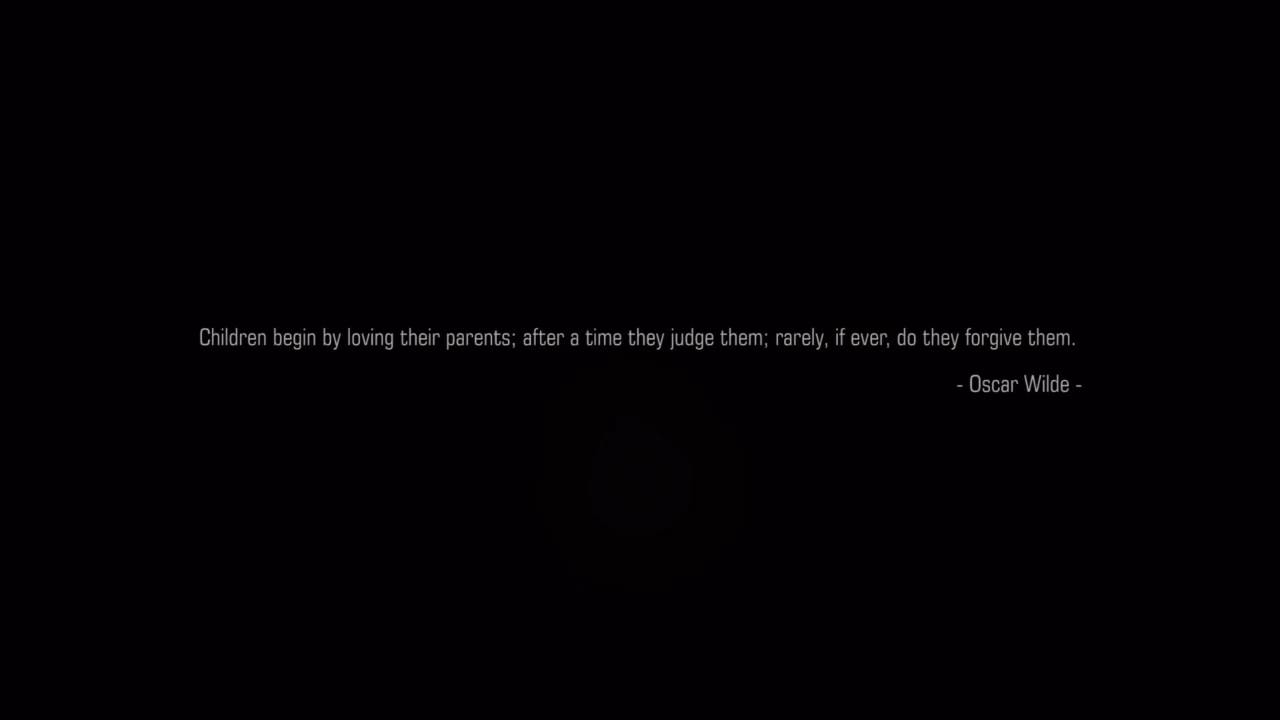 Children begin by loving their parents; after a time they judge them; rarely, if ever, do they forgive them.
- Oscar Wilde -